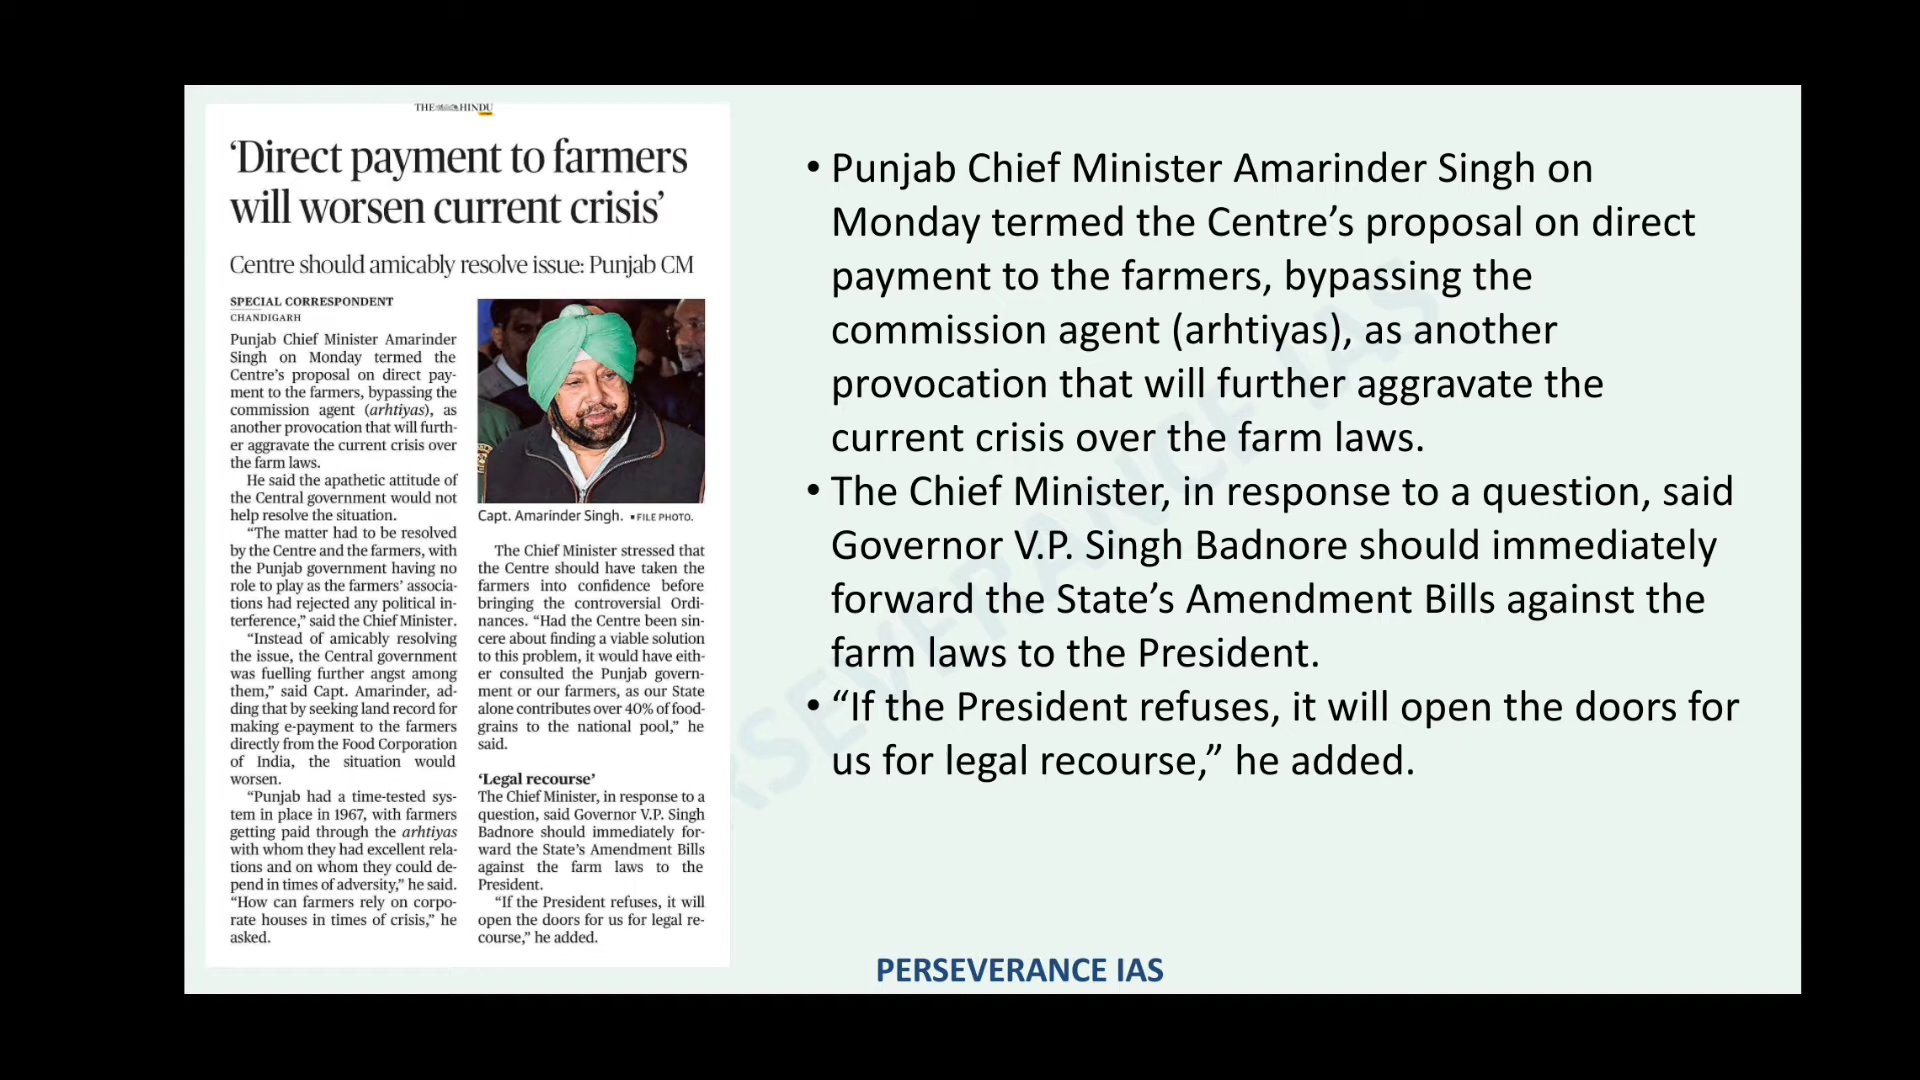 THE HINDU
‘Direct payment to farmers
will worsen current crisis’
Centre should amicably resolve issue: Punjab CM
SPECIAL CORRESPONDENT
CHANDIGARH
Punjab Chief Minister Amarinder
Singh on Monday termed the
Centre’s proposal on direct pay-
ment to the farmers, bypassing the
commission agent (arhtiyas), as
another provocation that will furth-
er aggravate the current crisis over
the farm laws.
He said the apathetic attitude of
the Central government would not
help resolve the situation.
“The matter had to be resolved
by the Centre and the farmers, with
the Punjab government having no
role to play as the farmers’ associa-
tions had rejected any political in-
terference,” said the Chief Minister.
“Instead of amicably resolving
the issue, the Central government
was fuelling further angst among
them,” said Capt. Amarinder, ad-
ding that by seeking land record for
making e-payment to the farmers
directly from the Food Corporation
of India, the situation would
worsen.
“Punjab had a time-tested sys-
tem in place in 1967, with farmers
getting paid through the arhtiyas
with whom they had excellent rela-
tions and on whom they could de-
pend in times of adversity,” he said.
“How can farmers rely on corpo-
rate houses in times of crisis,” he
asked.
Capt. Amarinder Singh. ▪FILE PHOTO.
The Chief Minister stressed that
the Centre should have taken the
farmers into confidence before
bringing the controversial Ordi-
nances. “Had the Centre been sin-
cere about finding a viable solution
to this problem, it would have eith-
er consulted the Punjab govern-
ment or our farmers, as our State
alone contributes over 40% of food-
grains to the national pool,” he
said.
‘Legal recourse’
The Chief Minister, in response to a
question, said Governor V.P. Singh
Badnore should immediately for-
ward the State’s Amendment Bills
against the farm laws to the
President.
“If the President refuses, it will
open the doors for us for legal re-
course,” he added.
• Punjab Chief Minister Amarinder Singh on
Monday termed the Centre’s proposal on direct
payment to the farmers, bypassing the
commission agent (arhtiyas), as another
provocation that will further aggravate the
current crisis over the farm laws.
• The Chief Minister, in response to a question, said
Governor V.P. Singh Badnore should immediately
forward the State’s Amendment Bills against the
farm laws to the President.
• “If the President refuses, it will open the doors for
us for legal recourse,” he added.
PERSEVERANCE IAS
PERSEVERANCE IAS